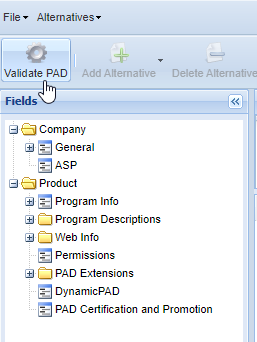 File Alternatives
Validate PAD Add Alternative Delete Alternative
Fields
Company
General
ASP
Product
Program Info
Program Descriptions
Web Info
Permissions
PAD Extensions
DynamicPAD
PAD Certification and Promotion